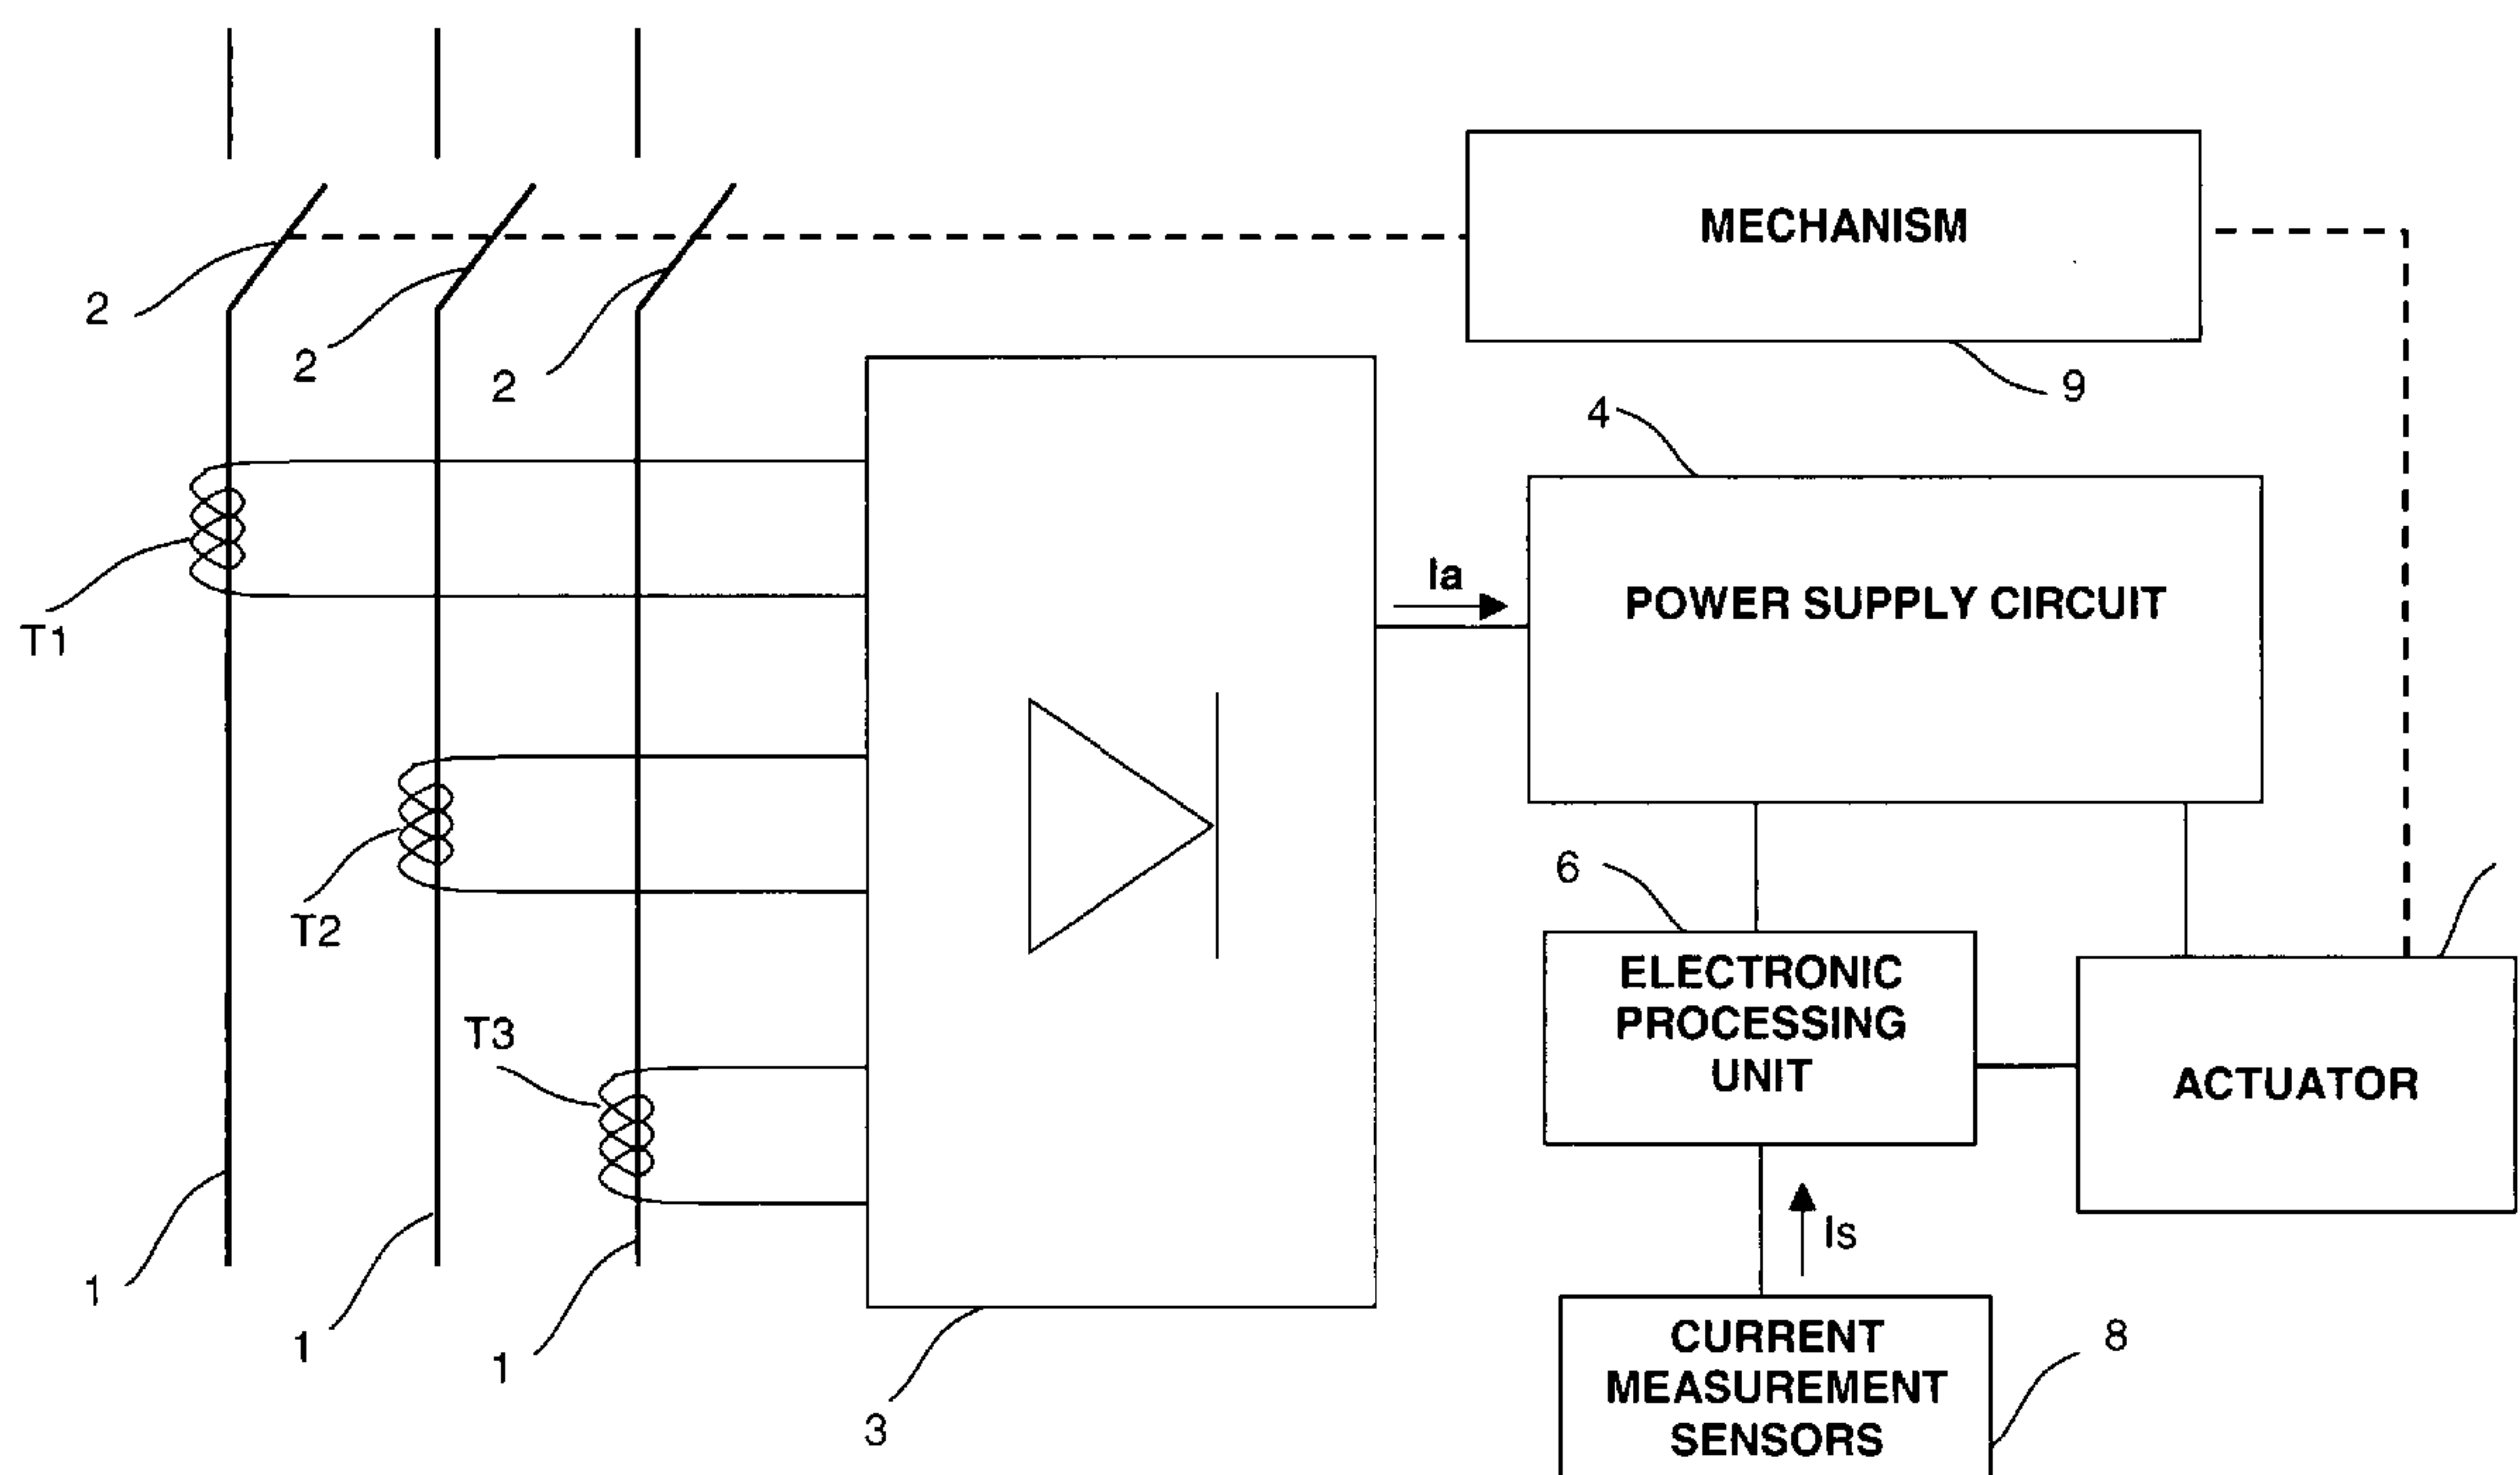 MECHANISM
2
2
2
9
4
Ia
POWER SUPPLY CIRCUIT
T1
6
T2
ELECTRONIC
PROCESSING
UNIT
T3
ACTUATOR
Is
1
1
1
CURRENT
MEASUREMENT
SENSORS
8
3